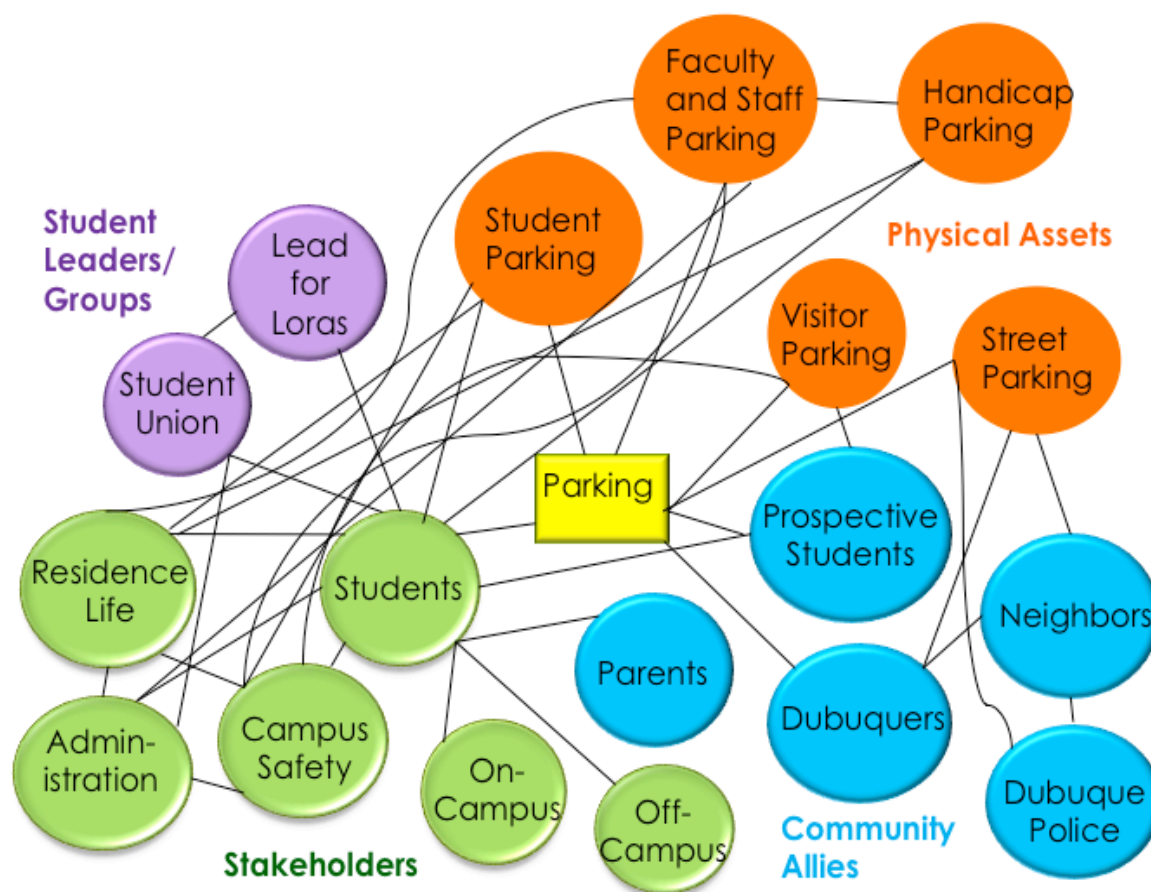 Faculty
and Staff
Parking
Handicap
Parking
Student
Leaders/
Groups
Lead
for
Loras
Student
Parking
Physical Assets
Visitor
Parking
Street
Parking
Student
Union
Parking
Prospective
Students
Residence
Life
Students
Neighbors
Parents
Dubuquers
Admin-
istration
Campus
Safety
On-
Campus
Off-
Campus
Dubuque
Police
Stakeholders
Community
Allies